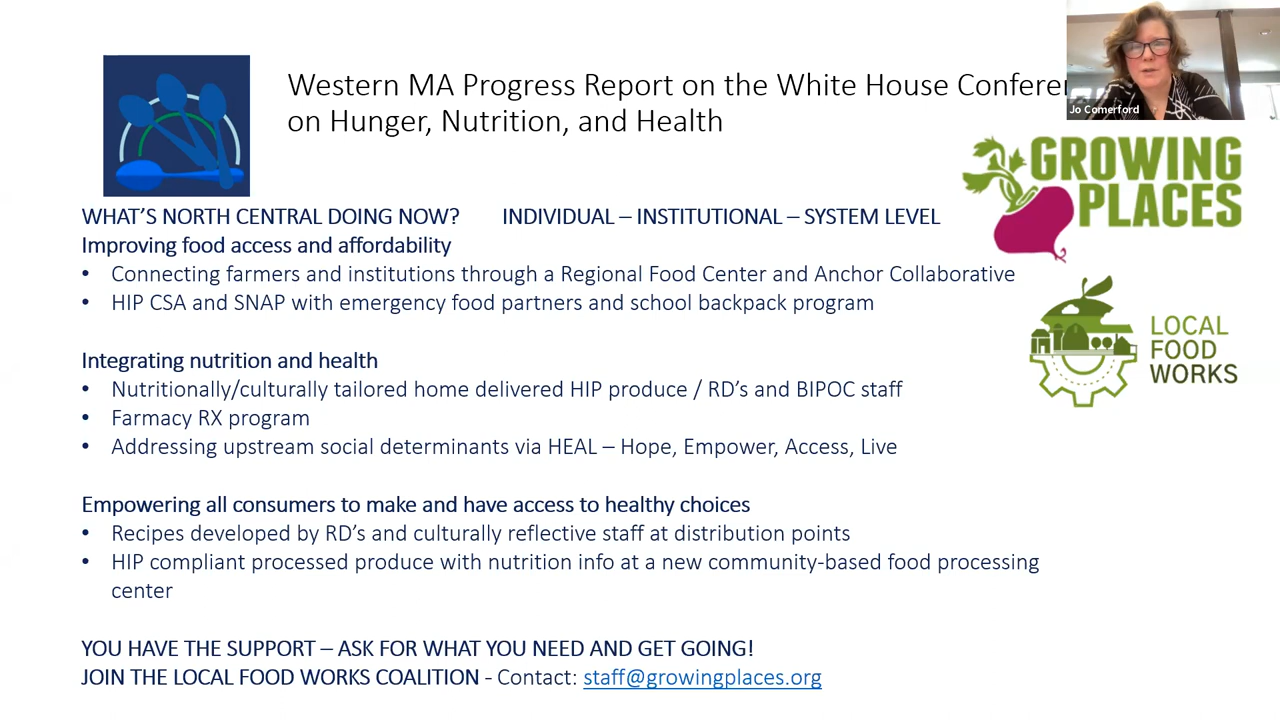 Western MA Progress Report on the White House Conferen
on Hunger, Nutrition, and Health
Jo Comerford
GROWING
PLACES
WHAT'S NORTH CENTRAL DOING NOW? INDIVIDUAL – INSTITUTIONAL – SYSTEM LEVEL
Improving food access and affordability
• Connecting farmers and institutions through a Regional Food Center and Anchor Collaborative
• HIP CSA and SNAP with emergency food partners and school backpack program
LOCAL
FOOD
WORKS
Integrating nutrition and health
• Nutritionally/culturally tailored home delivered HIP produce / RD's and BIPOC staff
• Farmacy RX program
• Addressing upstream social determinants via HEAL – Hope, Empower, Access, Live
Empowering all consumers to make and have access to healthy choices
• Recipes developed by RD's and culturally reflective staff at distribution points
• HIP compliant processed produce with nutrition info at a new community-based food processing
center
YOU HAVE THE SUPPORT – ASK FOR WHAT YOU NEED AND GET GOING!
JOIN THE LOCAL FOOD WORKS COALITION - Contact: staff@growingplaces.org